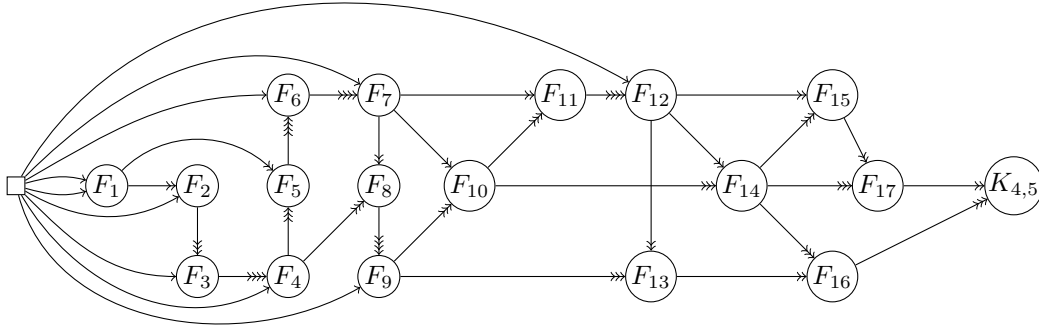 F₆ F₇ F₁₁ F₁₂ F₁₅
F₁ F₂ F₅ F₈ F₁₀ F₁₄ F₁₇ K₄,₅
F₃ F₄ F₉ F₁₃ F₁₆